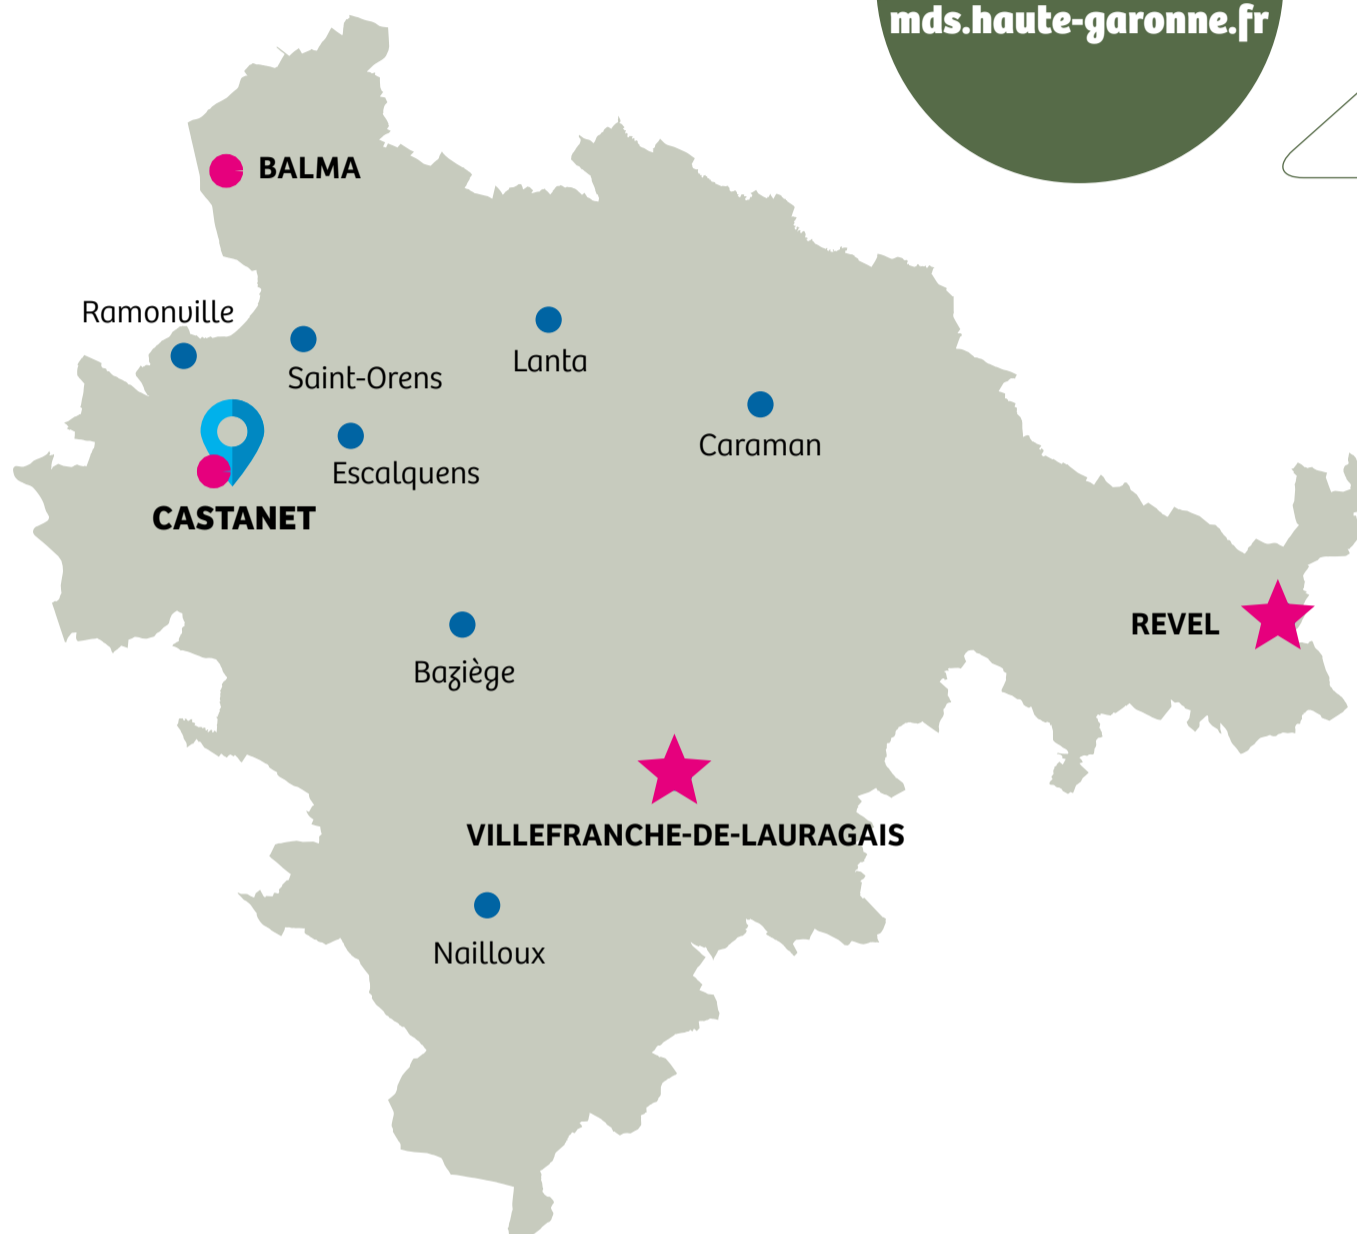 mds.haute-garonne.fr
BALMA
Ramonville
Saint-Orens
Lanta
Caraman
Escalquens
CASTANET
REVEL
Baziège
VILLEFRANCHE-DE-LAURAGAIS
Nailloux